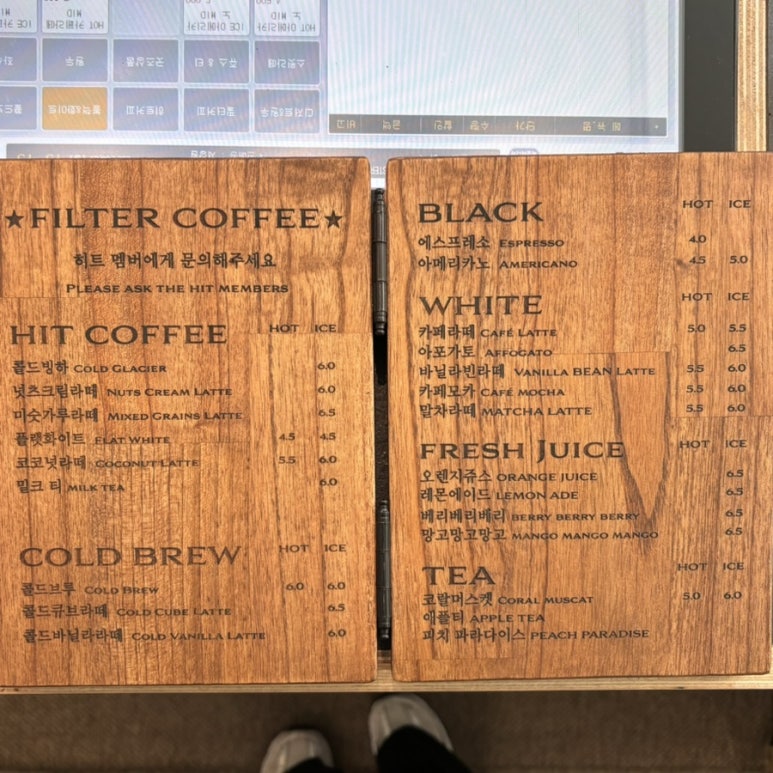 ★FILTER COFFEE★
히트 멤버에게 문의해주세요
PLEASE ASK THE HIT MEMBERS
HIT COFFEE HOT ICE
콜드빙하 COLD GLACIER 6.0
넛츠크림라떼 NUTS CREAM LATTE 6.0
미숫가루라떼 MIXED GRAINS LATTE 6.5
플랫화이트 FLAT WHITE 4.5 4.5
코코넛라떼 COCONUT LATTE 5.5 6.0
밀크 티 MILK TEA 6.0
COLD BREW HOT ICE
콜드브루 COLD BREW 6.0 6.0
콜드큐브라떼 COLD CUBE LATTE 6.5
콜드바닐라라떼 COLD VANILLA LATTE 6.0
BLACK HOT ICE
에스프레소 ESPRESSO 4.0
아메리카노 AMERICANO 4.5 5.0
WHITE HOT ICE
카페라떼 CAFÉ LATTE 5.0 5.5
아포가토 AFFOGATO 6.5
바닐라빈라떼 VANILLA BEAN LATTE 5.5 6.0
카페모카 CAFÉ MOCHA 5.5 6.0
말차라떼 MATCHA LATTE 5.5 6.0
FRESH JUICE HOT ICE
오렌지쥬스 ORANGE JUICE 6.5
레몬에이드 LEMON ADE 6.5
베리베리베리 BERRY BERRY BERRY 6.5
망고망고망고 MANGO MANGO MANGO 6.5
TEA HOT ICE
코랄머스켓 CORAL MUSCAT 5.0 6.0
애플티 APPLE TEA
피치 파라다이스 PEACH PARADISE